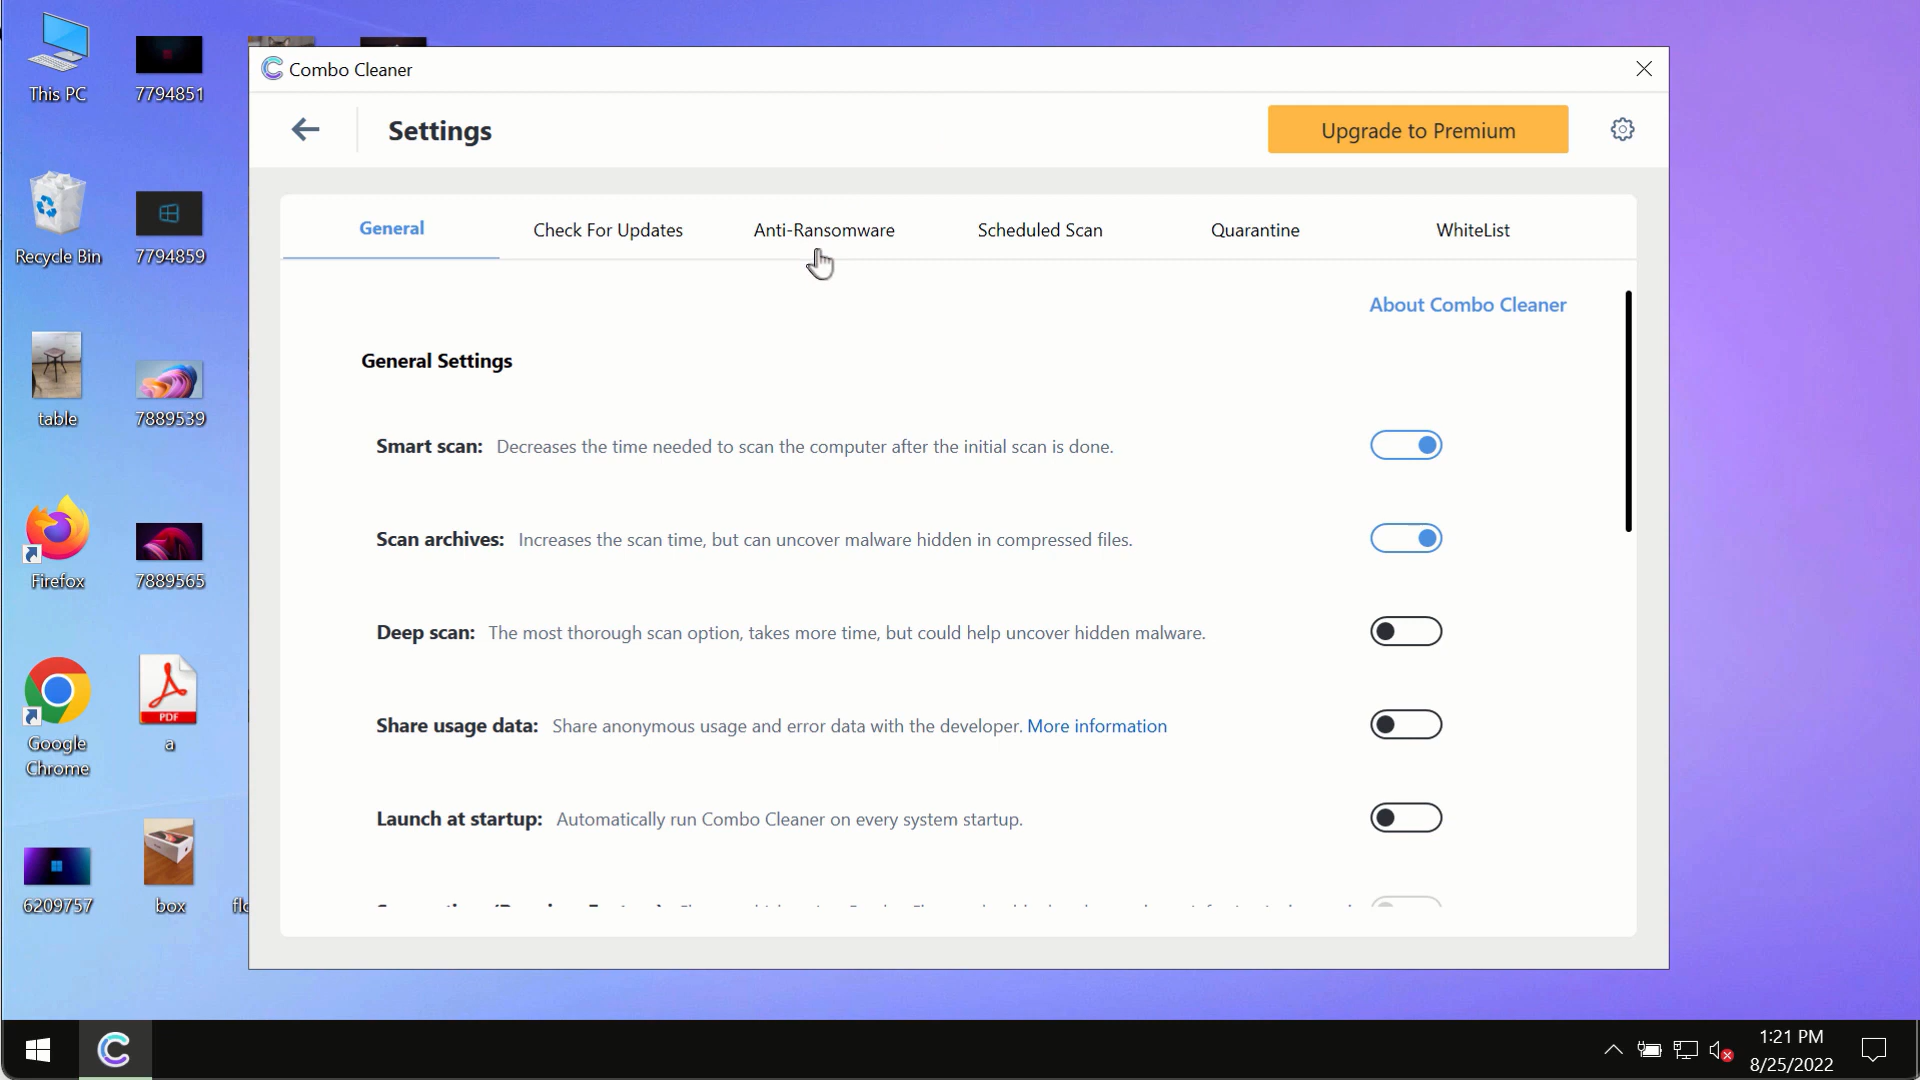 This PC
7794851
Recycle Bin
7794859
table
7889539
Firefox
7889565
Google
Chrome
PDF
a
6209757
box
Combo Cleaner
Settings
Upgrade to Premium
General
Check For Updates
Anti-Ransomware
Scheduled Scan
Quarantine
WhiteList
About Combo Cleaner
General Settings
Smart scan: Decreases the time needed to scan the computer after the initial scan is done.
Scan archives: Increases the scan time, but can uncover malware hidden in compressed files.
Deep scan: The most thorough scan option, takes more time, but could help uncover hidden malware.
Share usage data: Share anonymous usage and error data with the developer. More information
Launch at startup: Automatically run Combo Cleaner on every system startup.
1:21 PM
8/25/2022